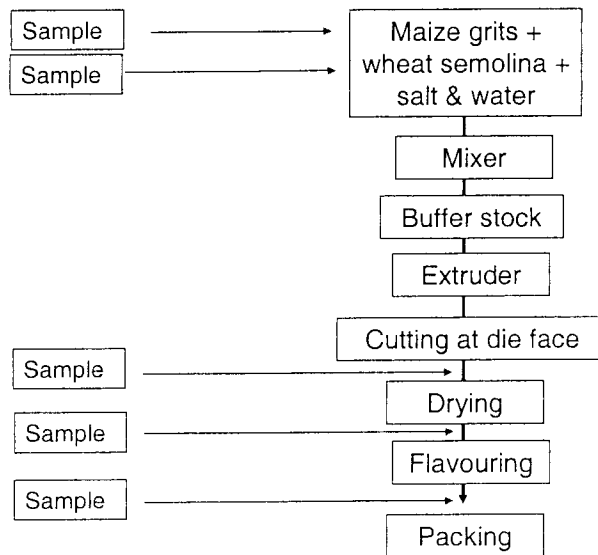 Sample
Sample
Maize grits +
wheat semolina +
salt & water
Mixer
Buffer stock
Extruder
Cutting at die face
Sample
Drying
Sample
Flavouring
Sample
Packing